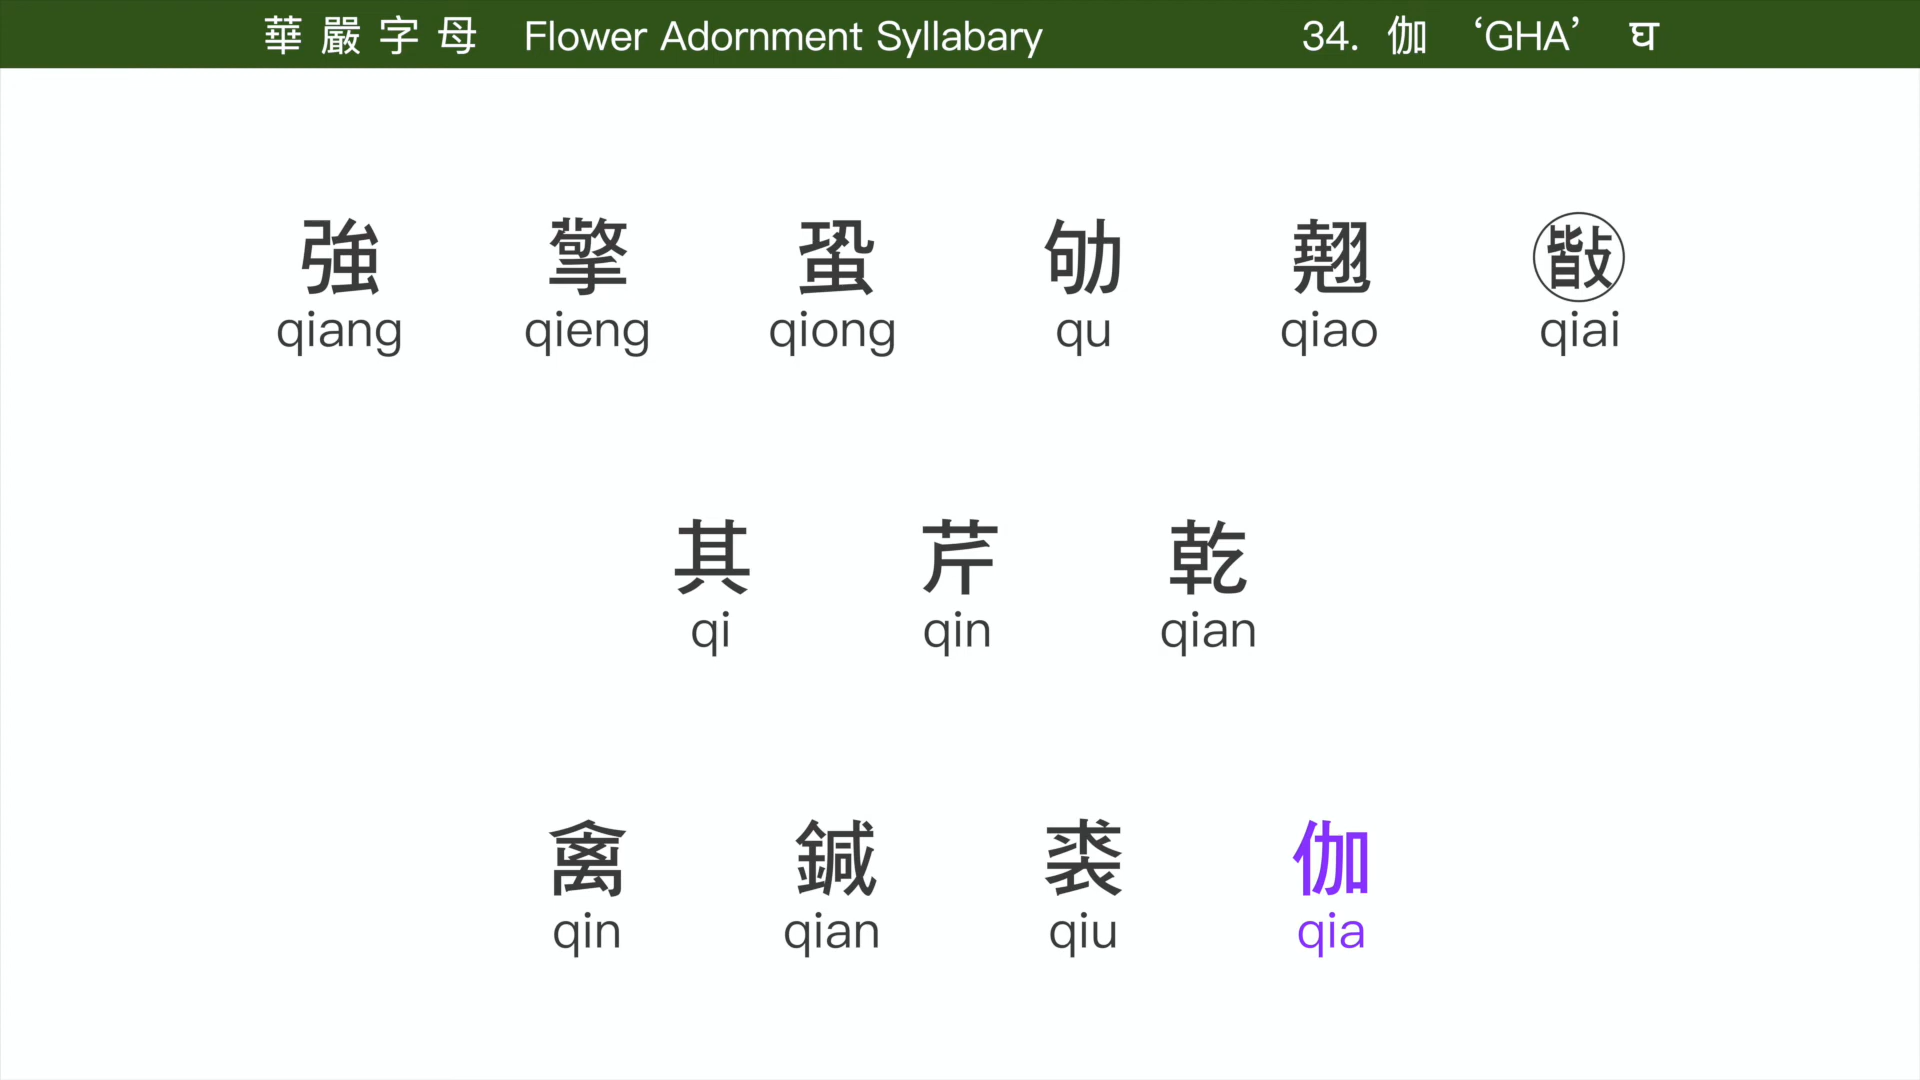 華嚴字母 Flower Adornment Syllabary 34. 伽 ‘GHA’ घ
強 擎 蛩 劬 翹
qiang qieng qiong qu qiao qiai
其 芹 乾
qi qin qian
禽 鍼 裘 伽
qin qian qiu qia